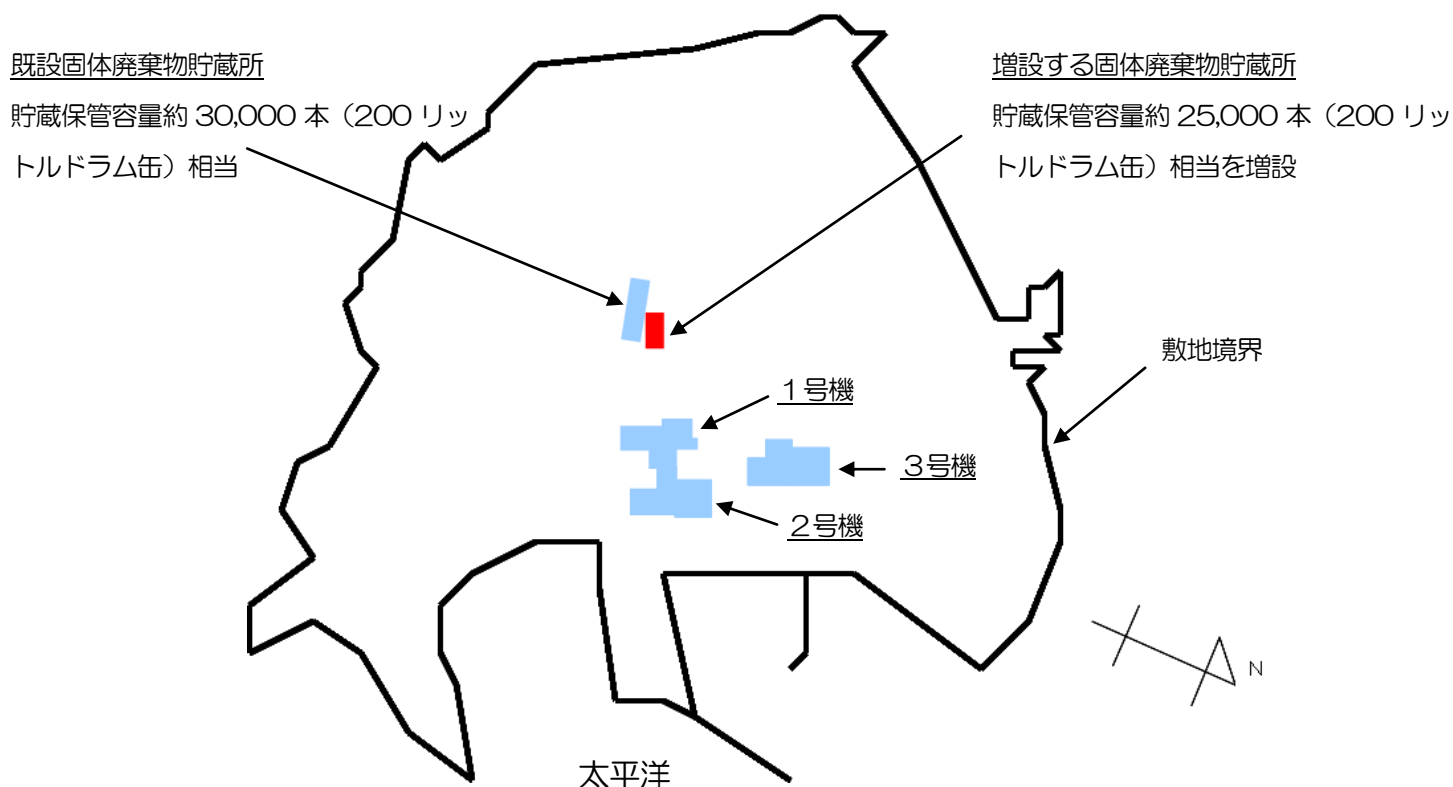 既設固体廃棄物貯蔵所
貯蔵保管容量約 30,000 本（200 リッ
トルドラム缶）相当
増設する固体廃棄物貯蔵所
貯蔵保管容量約 25,000 本（200 リッ
トルドラム缶）相当を増設
敷地境界
１号機
３号機
２号機
N
太平洋